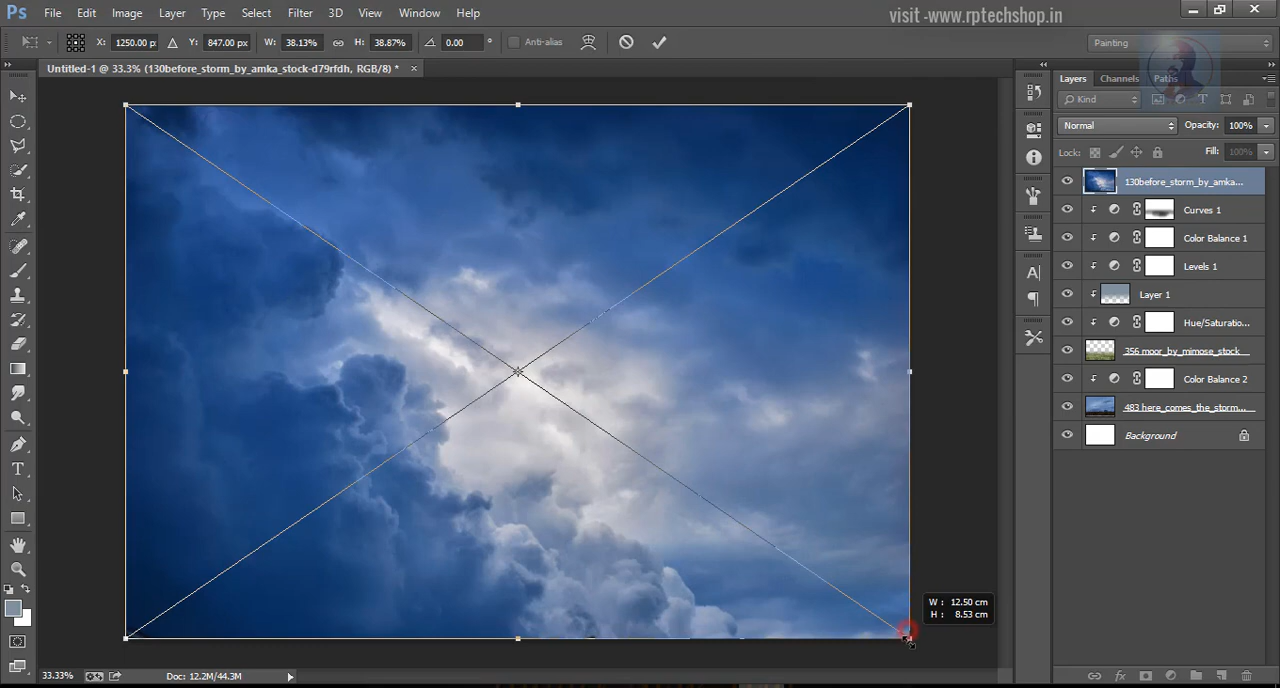 visit -www.rptechshop.in
Ps File Edit Image Layer Type Select Filter 3D View Window Help
X: 1250.00 px Y: 847.00 px W: 38.13% H: 38.87% 0.00 ° Anti-alias Painting
Untitled-1 @ 33.3% (130before_storm_by_amka_stock-d79rfdh, RGB/8) * ×
Layers Channels Paths
Kind
Normal Opacity: 100%
Lock: Fill: 100%
130before_storm_by_amka...
Curves 1
Color Balance 1
Levels 1
Layer 1
Hue/Saturatio...
356 moor_by_mimose_stock
Color Balance 2
483 here_comes_the_storm...
Background
W : 12.50 cm
H : 8.53 cm
33.33% Doc: 12.2M/44.3M